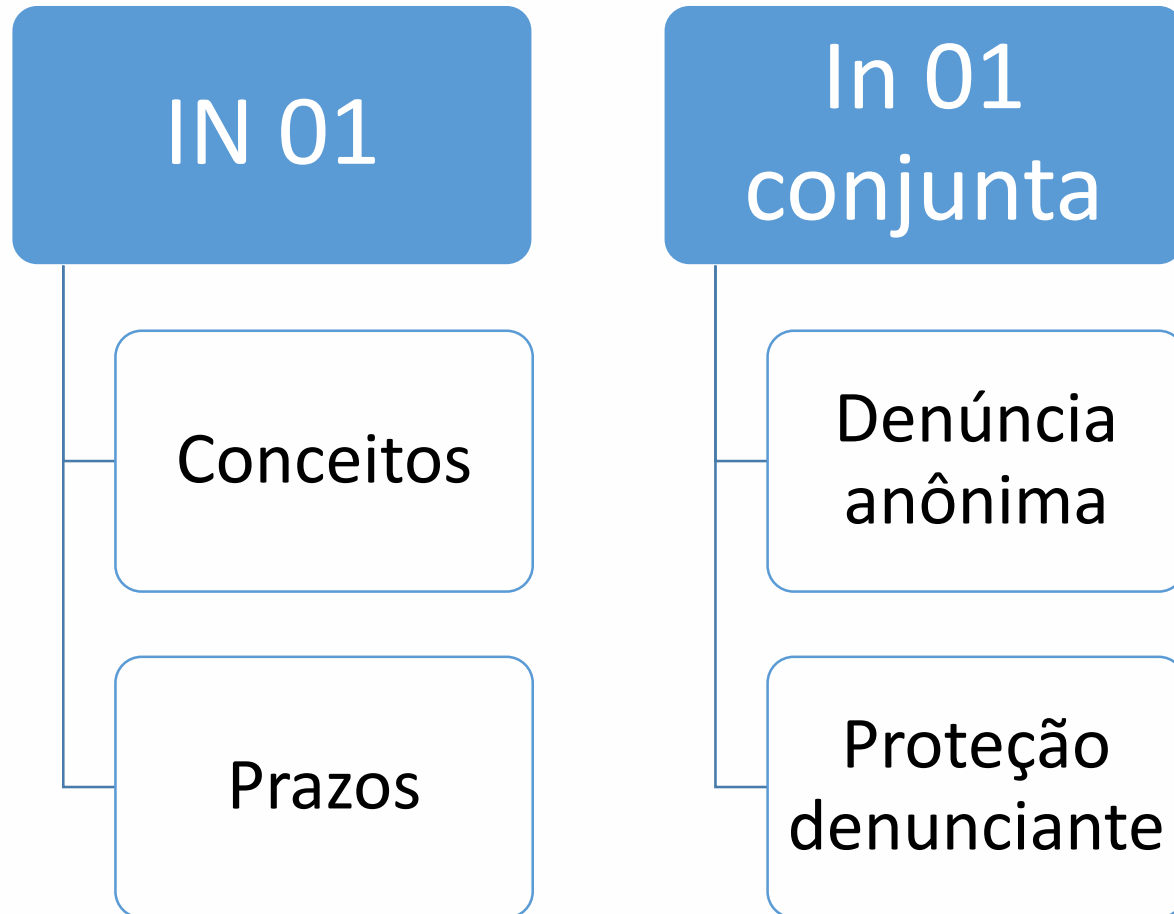 IN 01
Conceitos
Prazos
In 01
conjunta
Denúncia
anônima
Proteção
denunciante